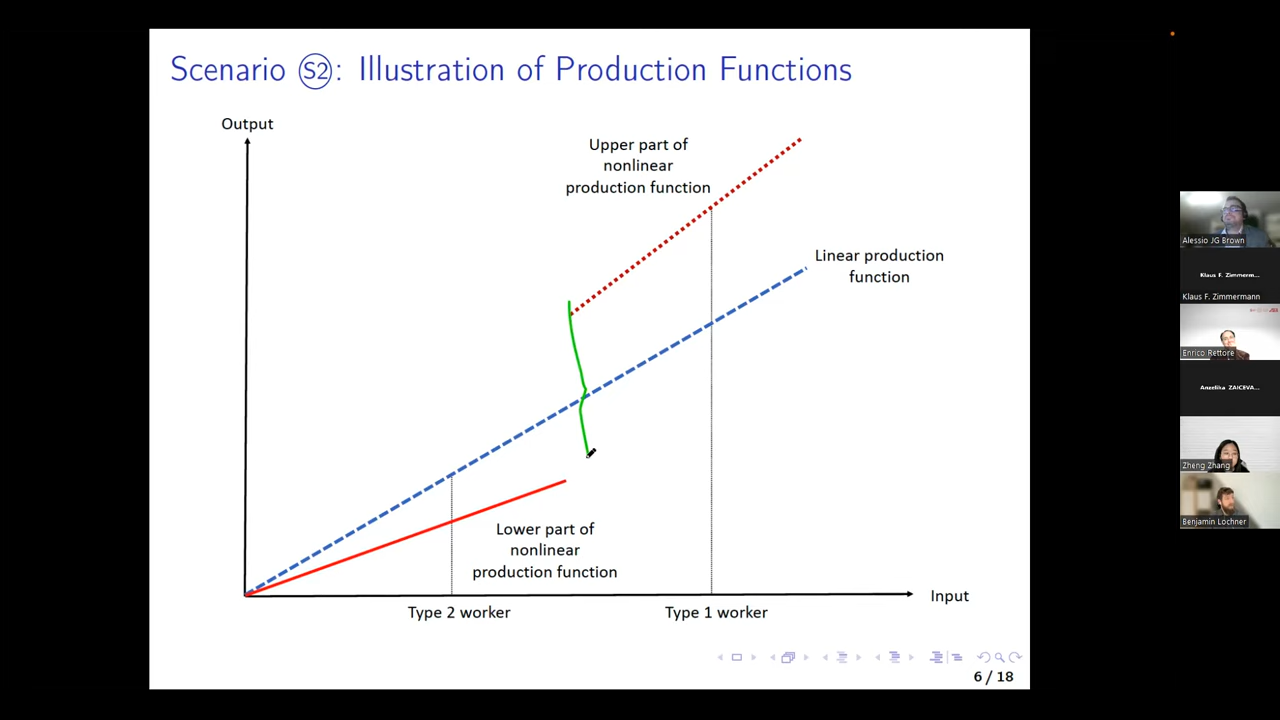 Scenario S2: Illustration of Production Functions
Output
Upper part of
nonlinear
production function
Linear production
function
Lower part of
nonlinear
production function
Type 2 worker
Type 1 worker
Input
6 / 18
Alessio JG Brown
Klaus F. Zimmerm...
Klaus F. Zimmermann
Enrico Rettore
Anzelika ZAICEVA...
Zheng Zhang
Benjamin Lochner